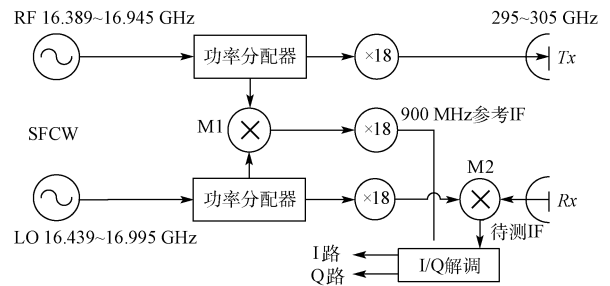 RF 16.389~16.945 GHz
295~305 GHz
功率分配器
×18
Tx
SFCW
M1
×18
900 MHz参考IF
M2
功率分配器
×18
Rx
LO 16.439~16.995 GHz
待测IF
I路
Q路
I/Q解调